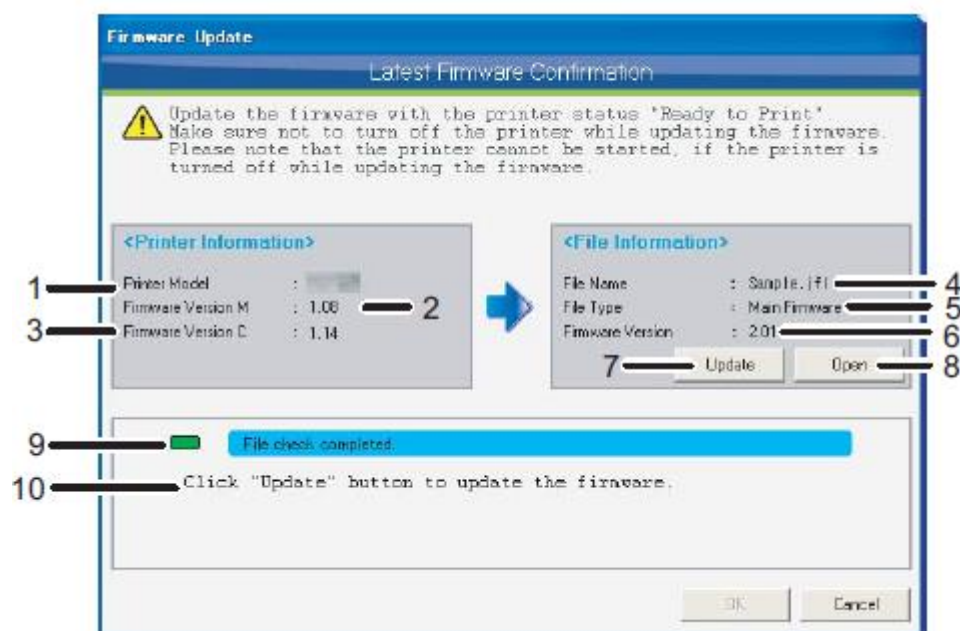 Firmware Update
Latest Firmware Confirmation
Update the firmware with the printer status "Ready to Print".
Make sure not to turn off the printer while updating the firmware.
Please note that the printer cannot be started, if the printer is
turned off while updating the firmware.
<Printer Information>
1 Printer Model :
Firmware Version M : 1.08 2
3 Firmware Version C : 1.14
<File Information>
File Name : Sample.jfl 4
File Type : Main Firmware 5
Firmware Version : 2.01 6
7 Update Open 8
9 File check completed.
10 Click "Update" button to update the firmware.
OK Cancel